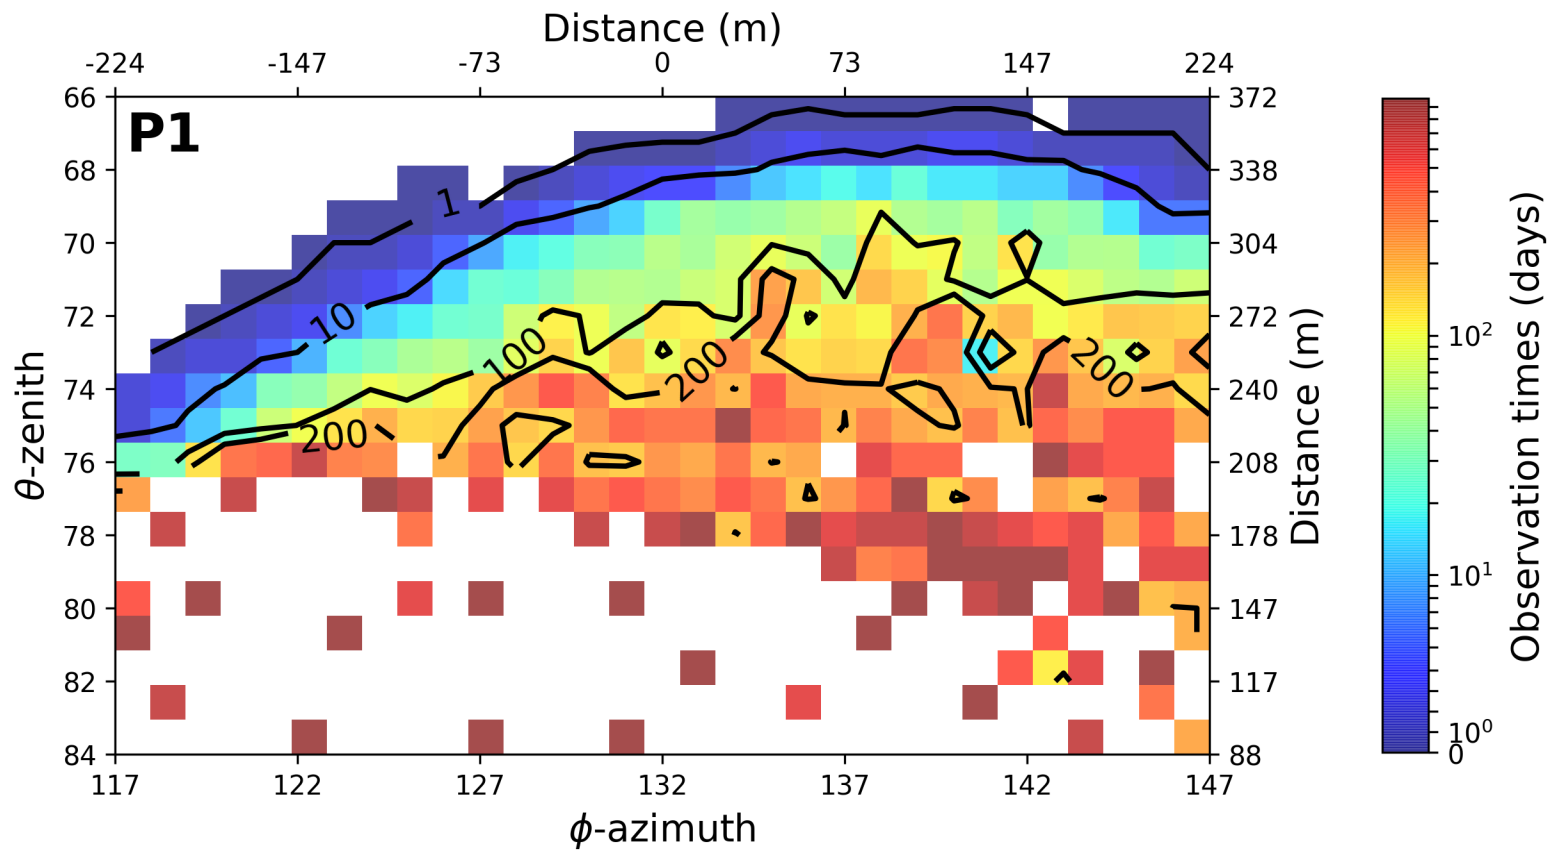 Distance (m)
-224 -147 -73 0 73 147 224
P1
66 68 70 72 74 76 78 80 82 84
θ-zenith
1
10
100
200
200
200
372 338 304 272 240 208 178 147 117 88
Distance (m)
117 122 127 132 137 142 147
ϕ-azimuth
10²
10¹
10⁰
0
Observation times (days)